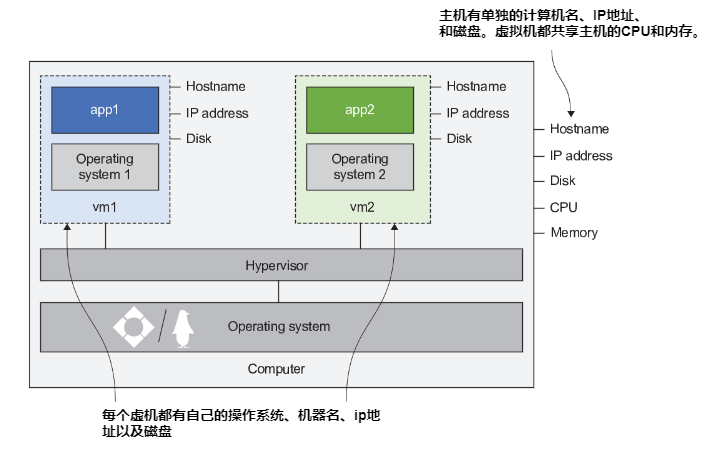 主机有单独的计算机名、IP地址、
和磁盘。虚拟机都共享主机的CPU和内存。
app1
Operating
system 1
vm1
Hostname
IP address
Disk
app2
Operating
system 2
vm2
Hostname
IP address
Disk
Hostname
IP address
Disk
CPU
Memory
Hypervisor
Operating system
Computer
每个虚机都有自己的操作系统、机器名、ip地
址以及磁盘